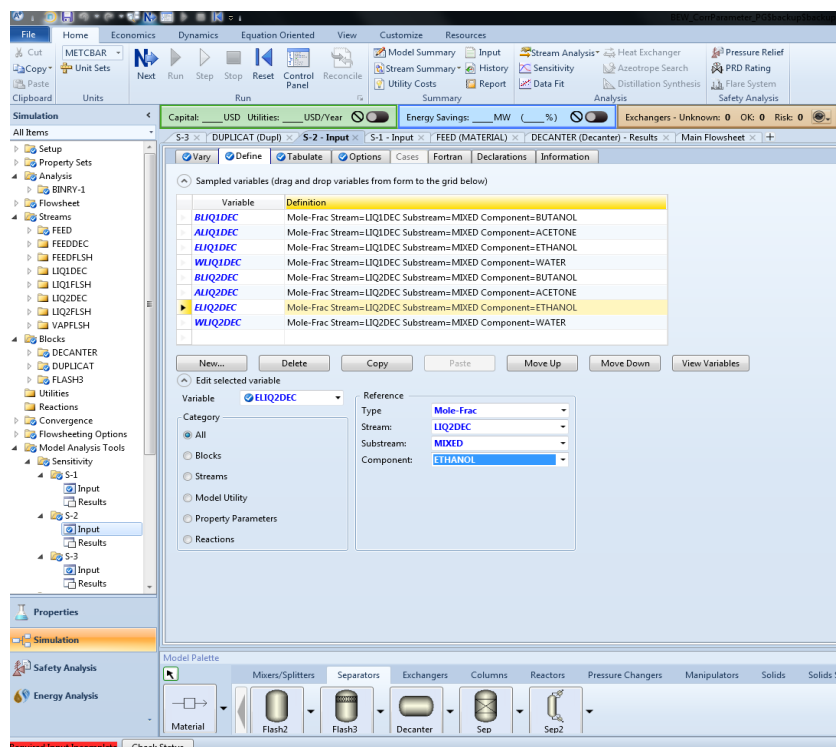 BEW_CorrParameter_PGSbackup$backup
File Home Economics Dynamics Equation Oriented View Customize Resources
Cut METCBAR Model Summary Input Stream Analysis Heat Exchanger Pressure Relief
Copy Unit Sets Next Run Step Stop Reset Control Panel Reconcile Stream Summary History Sensitivity Azeotrope Search PRD Rating
Paste Utility Costs Report Data Fit Distillation Synthesis Flare System
Clipboard Units Run Summary Analysis Safety Analysis
Simulation < Capital: ____USD Utilities: ____USD/Year Energy Savings: ____MW (____%) Exchangers - Unknown: 0 OK: 0 Risk: 0
All Items S-3 × DUPLICAT (Dupl) × S-2 - Input × S-1 - Input × FEED (MATERIAL) × DECANTER (Decanter) - Results × Main Flowsheet × +
Setup
Property Sets
Analysis
BINRY-1
Flowsheet
Streams
FEED
FEEDDEC
FEEDFLSH
LIQ1DEC
LIQ1FLSH
LIQ2DEC
LIQ2FLSH
VAPFLSH
Blocks
DECANTER
DUPLICAT
FLASH3
Utilities
Reactions
Convergence
Flowsheeting Options
Model Analysis Tools
Sensitivity
S-1
Input
Results
S-2
Input
Results
S-3
Input
Results
Properties
Simulation
Safety Analysis
Energy Analysis
Vary Define Tabulate Options Cases Fortran Declarations Information
Sampled variables (drag and drop variables from form to the grid below)
Variable Definition
BLIQ1DEC Mole-Frac Stream=LIQ1DEC Substream=MIXED Component=BUTANOL
ALIQ1DEC Mole-Frac Stream=LIQ1DEC Substream=MIXED Component=ACETONE
ELIQ1DEC Mole-Frac Stream=LIQ1DEC Substream=MIXED Component=ETHANOL
WLIQ1DEC Mole-Frac Stream=LIQ1DEC Substream=MIXED Component=WATER
BLIQ2DEC Mole-Frac Stream=LIQ2DEC Substream=MIXED Component=BUTANOL
ALIQ2DEC Mole-Frac Stream=LIQ2DEC Substream=MIXED Component=ACETONE
ELIQ2DEC Mole-Frac Stream=LIQ2DEC Substream=MIXED Component=ETHANOL
WLIQ2DEC Mole-Frac Stream=LIQ2DEC Substream=MIXED Component=WATER
New... Delete Copy Paste Move Up Move Down View Variables
Edit selected variable
Variable ELIQ2DEC
Category
All
Blocks
Streams
Model Utility
Property Parameters
Reactions
Reference
Type Mole-Frac
Stream: LIQ2DEC
Substream: MIXED
Component: ETHANOL
Model Palette
Mixers/Splitters Separators Exchangers Columns Reactors Pressure Changers Manipulators Solids Solids S
Material Flash2 Flash3 Decanter Sep Sep2
Required Input Incomplete Check Status